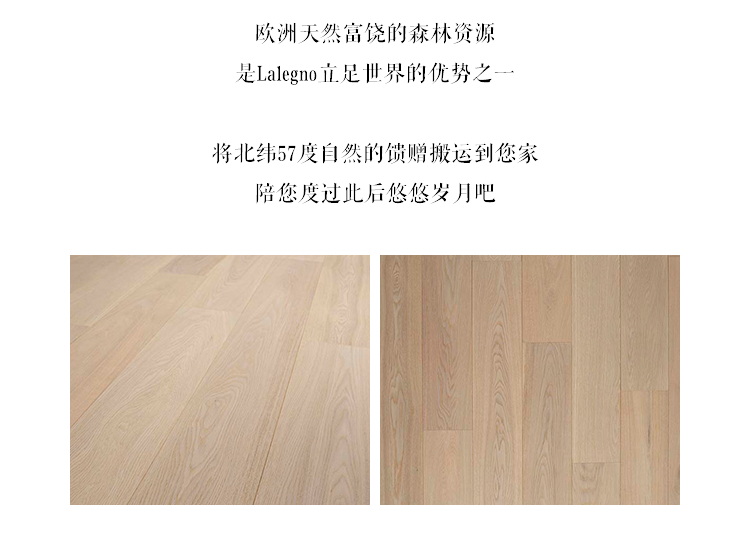 欧洲天然富饶的森林资源
是Lalegno立足世界的优势之一
将北纬57度自然的馈赠搬运到您家
陪您度过此后悠悠岁月吧